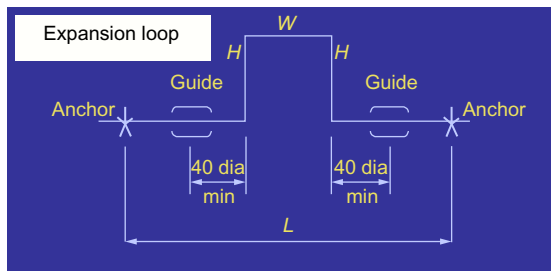 Expansion loop
W
H H
Guide Guide
Anchor Anchor
40 dia 40 dia
min min
L